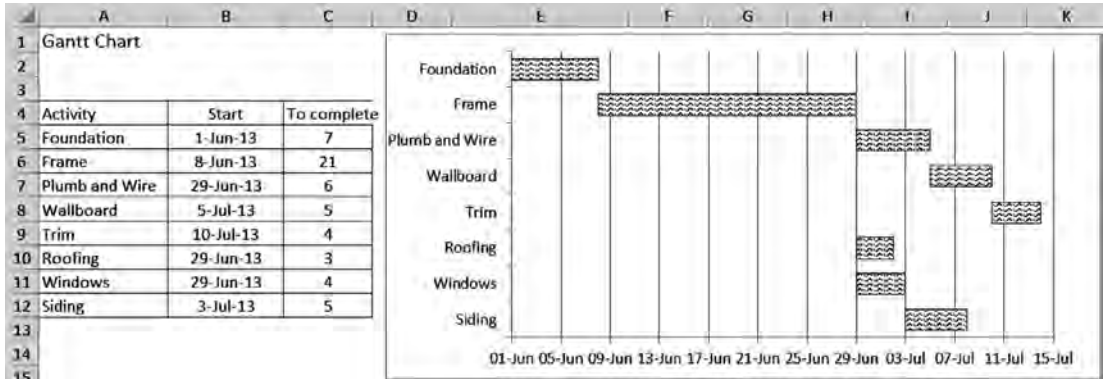 A B C D E F G H I J K
1 Gantt Chart
2
3
4 Activity Start To complete
5 Foundation 1-Jun-13 7
6 Frame 8-Jun-13 21
7 Plumb and Wire 29-Jun-13 6
8 Wallboard 5-Jul-13 5
9 Trim 10-Jul-13 4
10 Roofing 29-Jun-13 3
11 Windows 29-Jun-13 4
12 Siding 3-Jul-13 5
13
14
15
Foundation
Frame
Plumb and Wire
Wallboard
Trim
Roofing
Windows
Siding
01-Jun 05-Jun 09-Jun 13-Jun 17-Jun 21-Jun 25-Jun 29-Jun 03-Jul 07-Jul 11-Jul 15-Jul